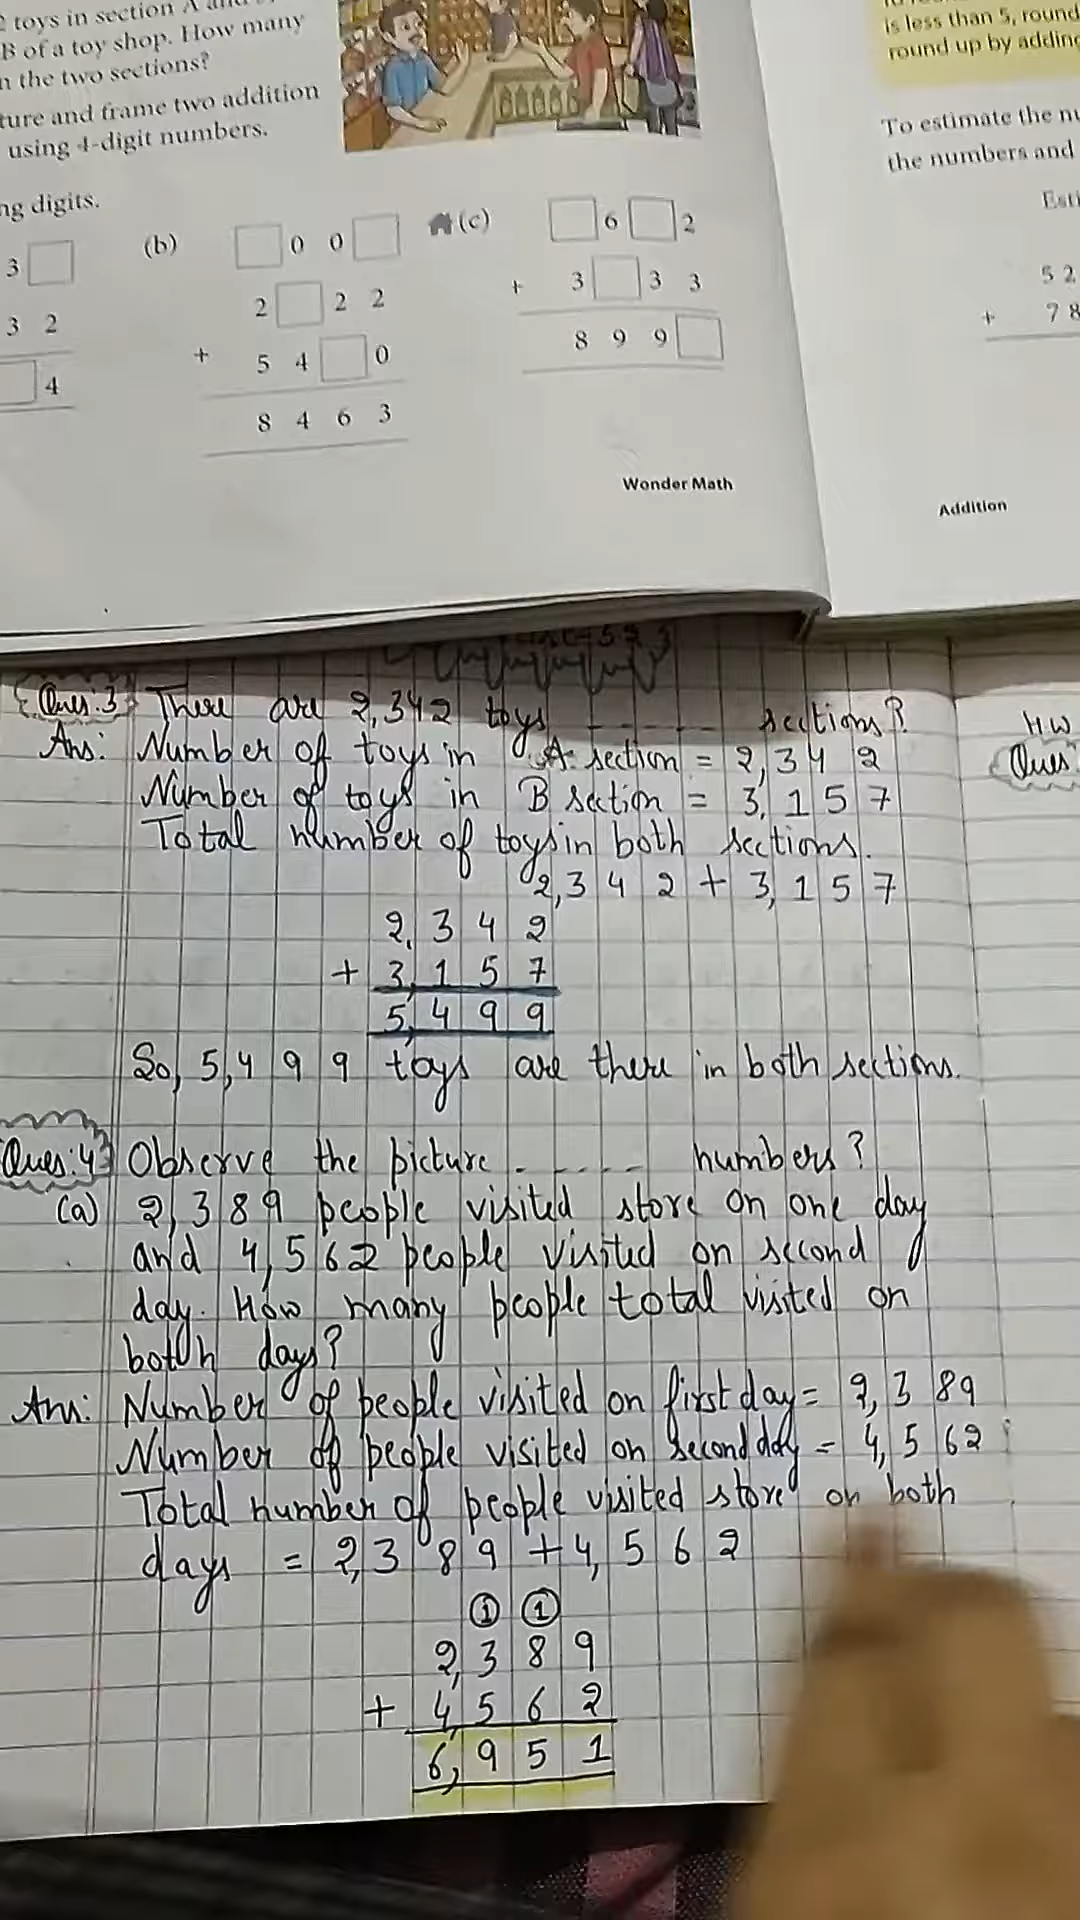 toys in section A and
B of a toy shop. How many
n the two sections?
ture and frame two addition
using 4-digit numbers.
ng digits.
3
3 2
4
(b)
0 0
2 2 2
+ 5 4 0
8 4 6 3
(c)
6 2
+ 3 3 3
8 9 9
Wonder Math
is less than 5, round
round up by adding
To estimate the nu
the numbers and
Esti
5 2
+ 7 8
Addition
Ques:3 There are 2,342 toys ---- sections?
Ans: Number of toys in A section = 2,342
Number of toys in B section = 3,157
Total number of toys in both sections.
2,342 + 3,157
2,342
+ 3,157
5,499
So, 5,499 toys are there in both sections.
Ques:4 Observe the picture ----- numbers?
(a) 2,389 people visited store on one day
and 4,562 people visited on second
day. How many people total visited on
both days?
Ans: Number of people visited on first day = 2,389
Number of people visited on second day = 4,562
Total number of people visited store on both
days = 2,389 + 4,562
1 1
2,389
+ 4,562
6,951
H.W
Ques